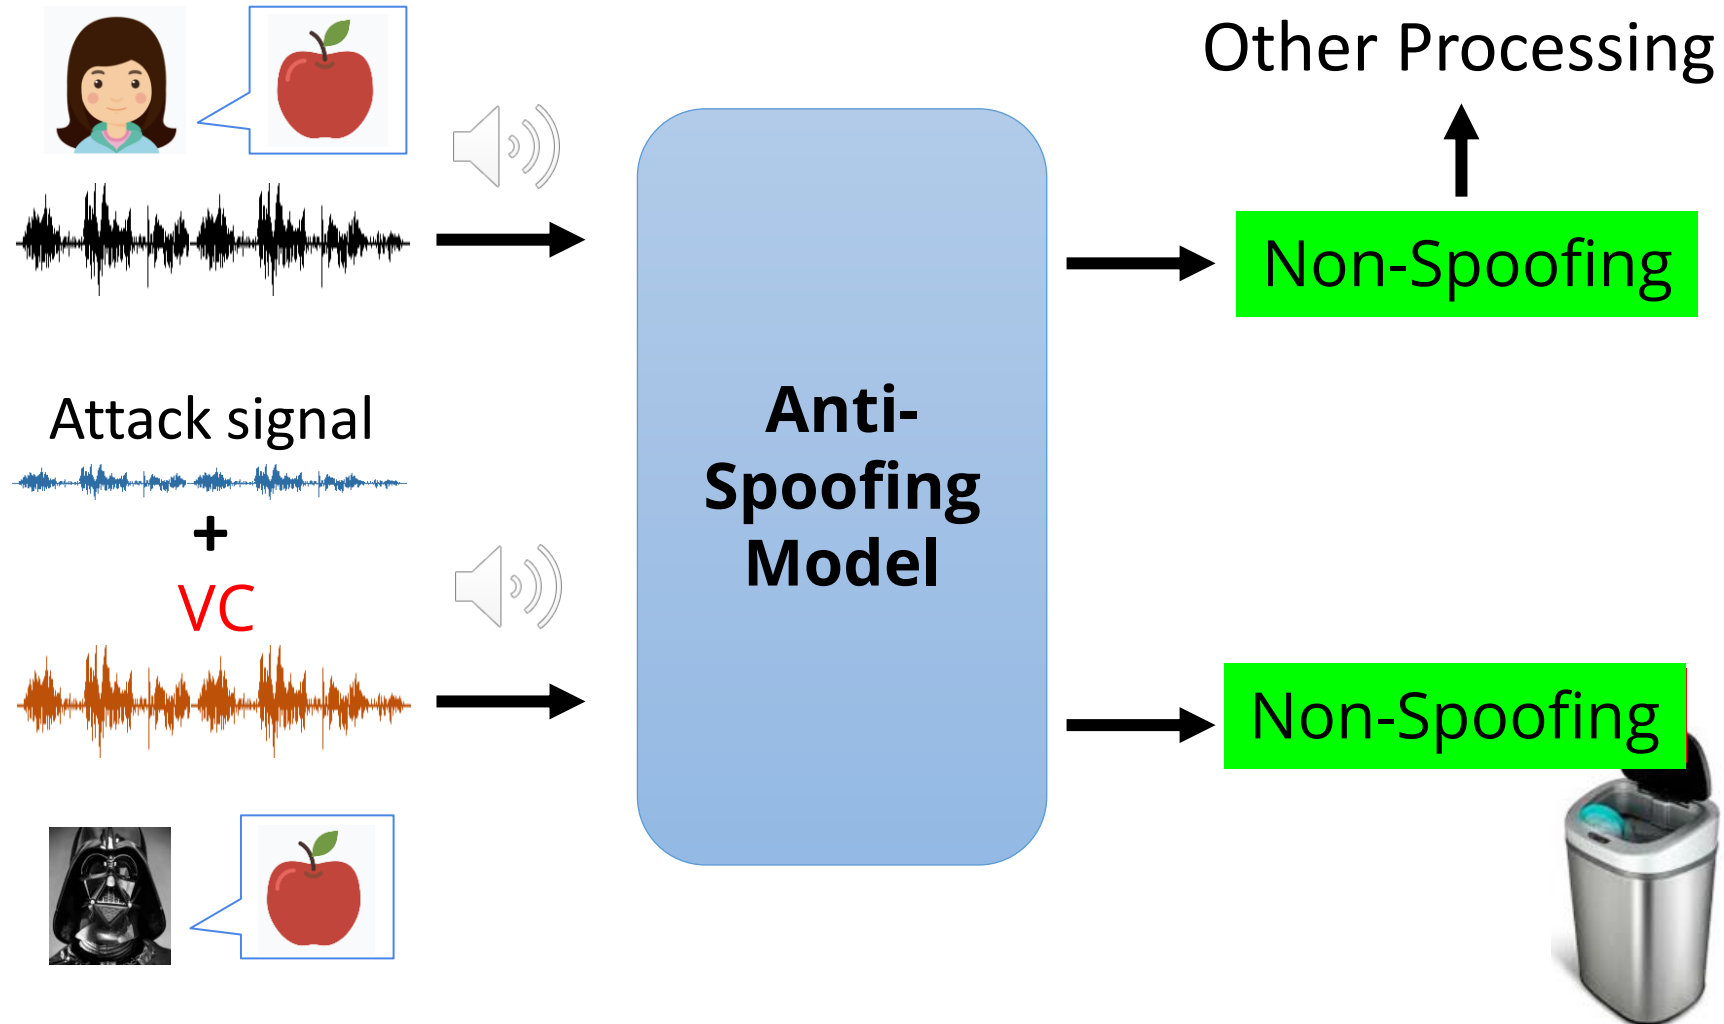 Other Processing
Non-Spoofing
Attack signal
+
VC
Anti-
Spoofing
Model
Non-Spoofing